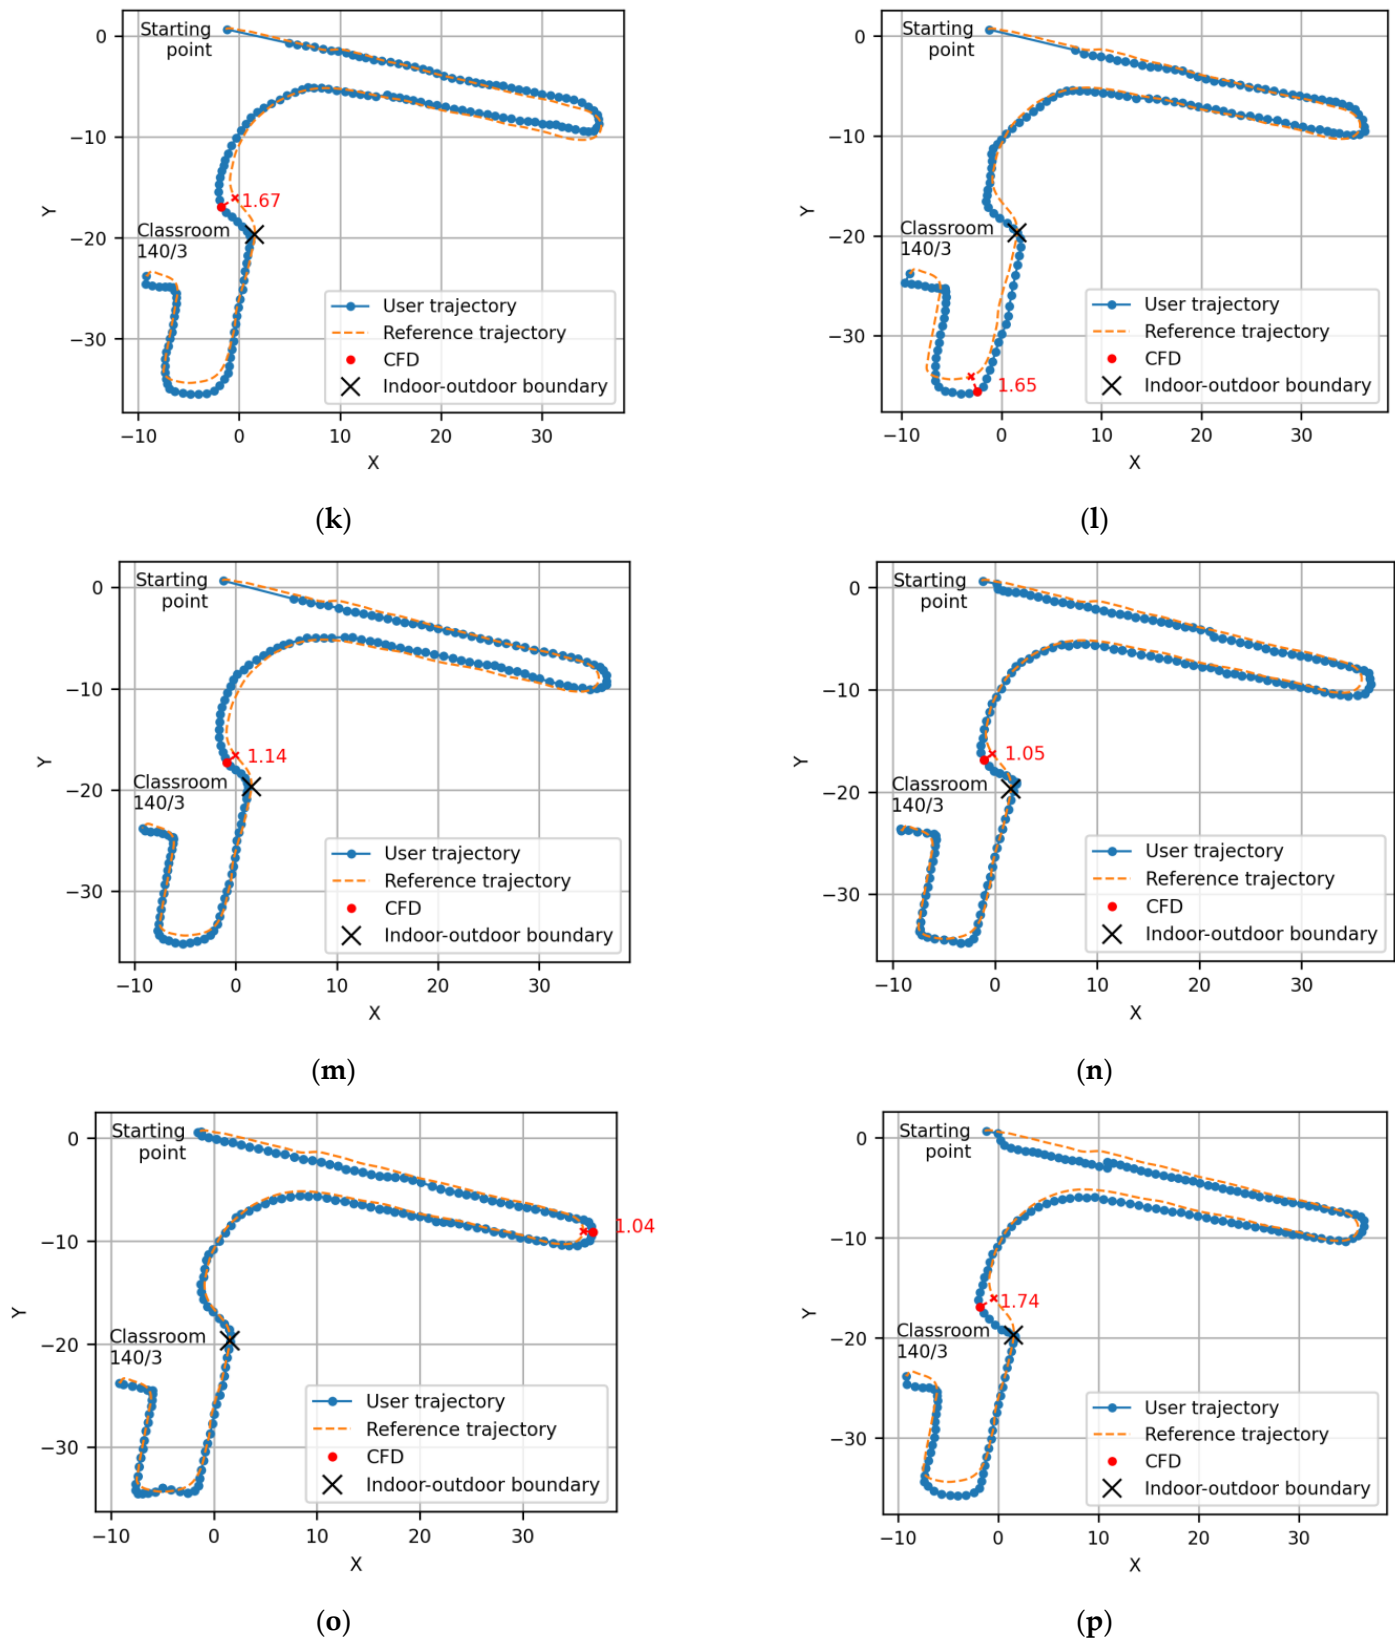 Starting
point
0
−10
−20
−30
Y
1.67
Classroom
140/3
User trajectory
Reference trajectory
CFD
Indoor-outdoor boundary
−10 0 10 20 30
X
(k)
Starting
point
0
−10
−20
−30
Y
Classroom
140/3
1.65
User trajectory
Reference trajectory
CFD
Indoor-outdoor boundary
−10 0 10 20 30
X
(l)
Starting
point
0
−10
−20
−30
Y
1.14
Classroom
140/3
User trajectory
Reference trajectory
CFD
Indoor-outdoor boundary
−10 0 10 20 30
X
(m)
Starting
point
0
−10
−20
−30
Y
1.05
Classroom
140/3
User trajectory
Reference trajectory
CFD
Indoor-outdoor boundary
−10 0 10 20 30
X
(n)
Starting
point
0
−10
−20
−30
Y
1.04
Classroom
140/3
User trajectory
Reference trajectory
CFD
Indoor-outdoor boundary
−10 0 10 20 30
X
(o)
Starting
point
0
−10
−20
−30
Y
1.74
Classroom
140/3
User trajectory
Reference trajectory
CFD
Indoor-outdoor boundary
−10 0 10 20 30
X
(p)